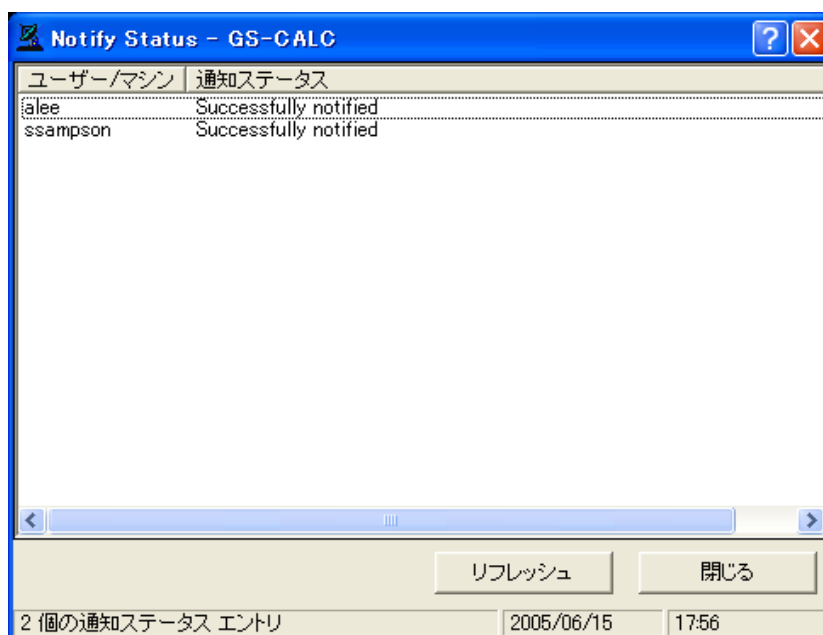 Notify Status - GS-CALC
ユーザー/マシン 通知ステータス
alee Successfully notified
ssampson Successfully notified
リフレッシュ 閉じる
2 個の通知ステータス エントリ 2005/06/15 17:56